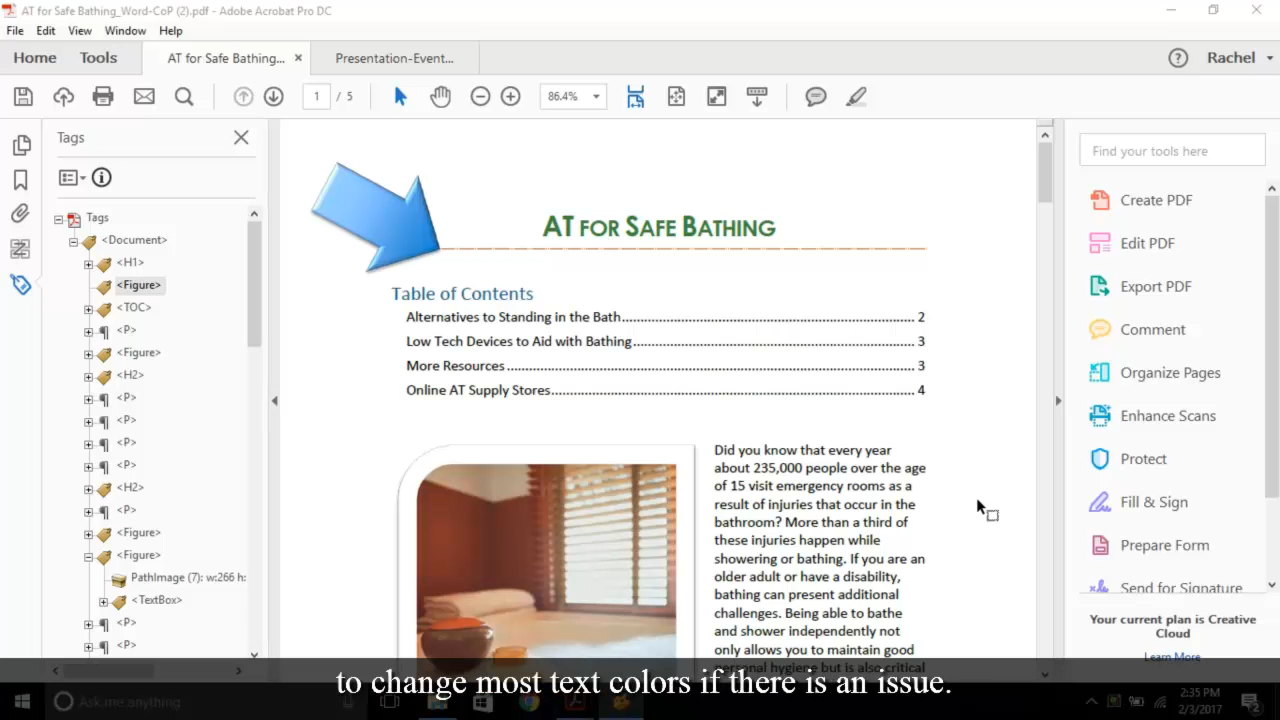 AT for Safe Bathing_Word-CoP (2).pdf - Adobe Acrobat Pro DC
File Edit View Window Help
Home Tools AT for Safe Bathing... × Presentation-Event... Rachel
1 / 5 86.4%
Tags
Tags
<Document>
<H1>
<Figure>
<TOC>
<P>
<Figure>
<H2>
<P>
<P>
<P>
<P>
<H2>
<P>
<Figure>
<Figure>
PathImage (7): w:266 h:
<TextBox>
<P>
<P>
AT FOR SAFE BATHING
Table of Contents
Alternatives to Standing in the Bath 2
Low Tech Devices to Aid with Bathing 3
More Resources 3
Online AT Supply Stores 4
Did you know that every year
about 235,000 people over the age
of 15 visit emergency rooms as a
result of injuries that occur in the
bathroom? More than a third of
these injuries happen while
showering or bathing. If you are an
older adult or have a disability,
bathing can present additional
challenges. Being able to bathe
and shower independently not
only allows you to maintain good
personal hygiene but is also critical
Find your tools here
Create PDF
Edit PDF
Export PDF
Comment
Organize Pages
Enhance Scans
Protect
Fill & Sign
Prepare Form
Send for Signature
Your current plan is Creative
Cloud
Learn More
to change most text colors if there is an issue.
Ask me anything
2:35 PM
2/3/2017